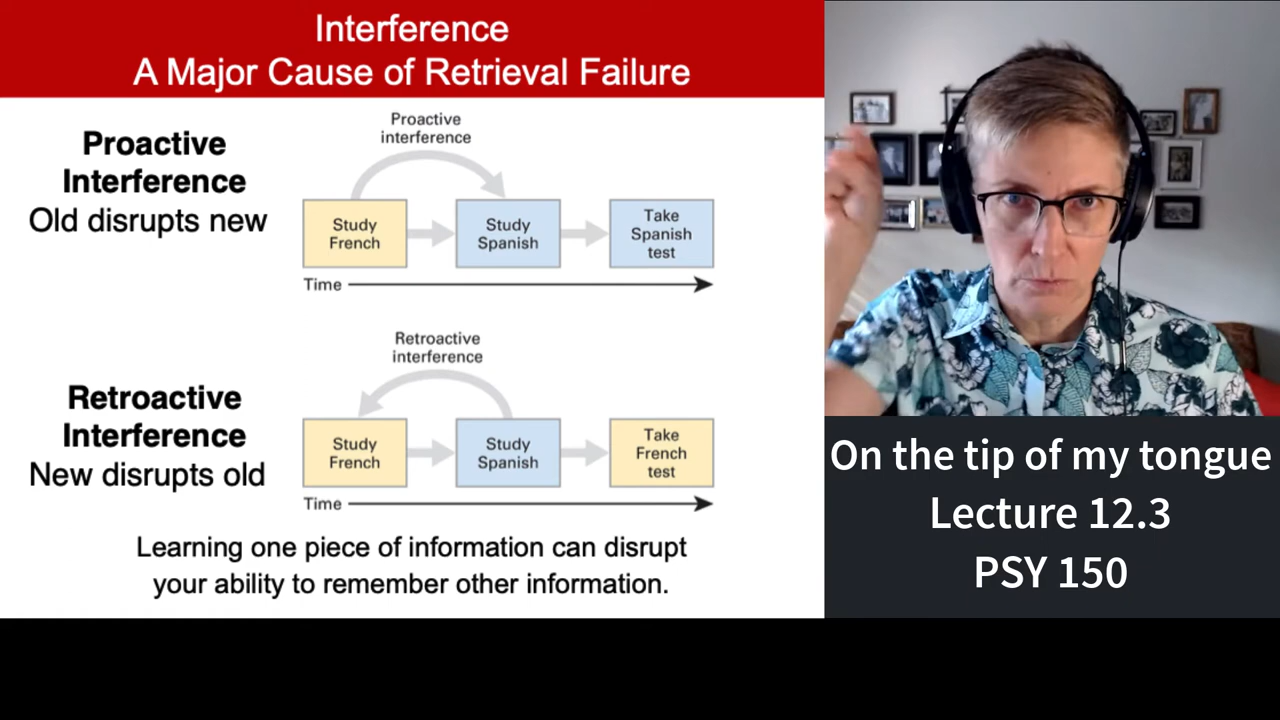 Interference
A Major Cause of Retrieval Failure
Proactive
Interference
Old disrupts new
Proactive
interference
Study
French
Study
Spanish
Take
Spanish
test
Time
Retroactive
Interference
New disrupts old
Retroactive
interference
Study
French
Study
Spanish
Take
French
test
Time
Learning one piece of information can disrupt
your ability to remember other information.
On the tip of my tongue
Lecture 12.3
PSY 150